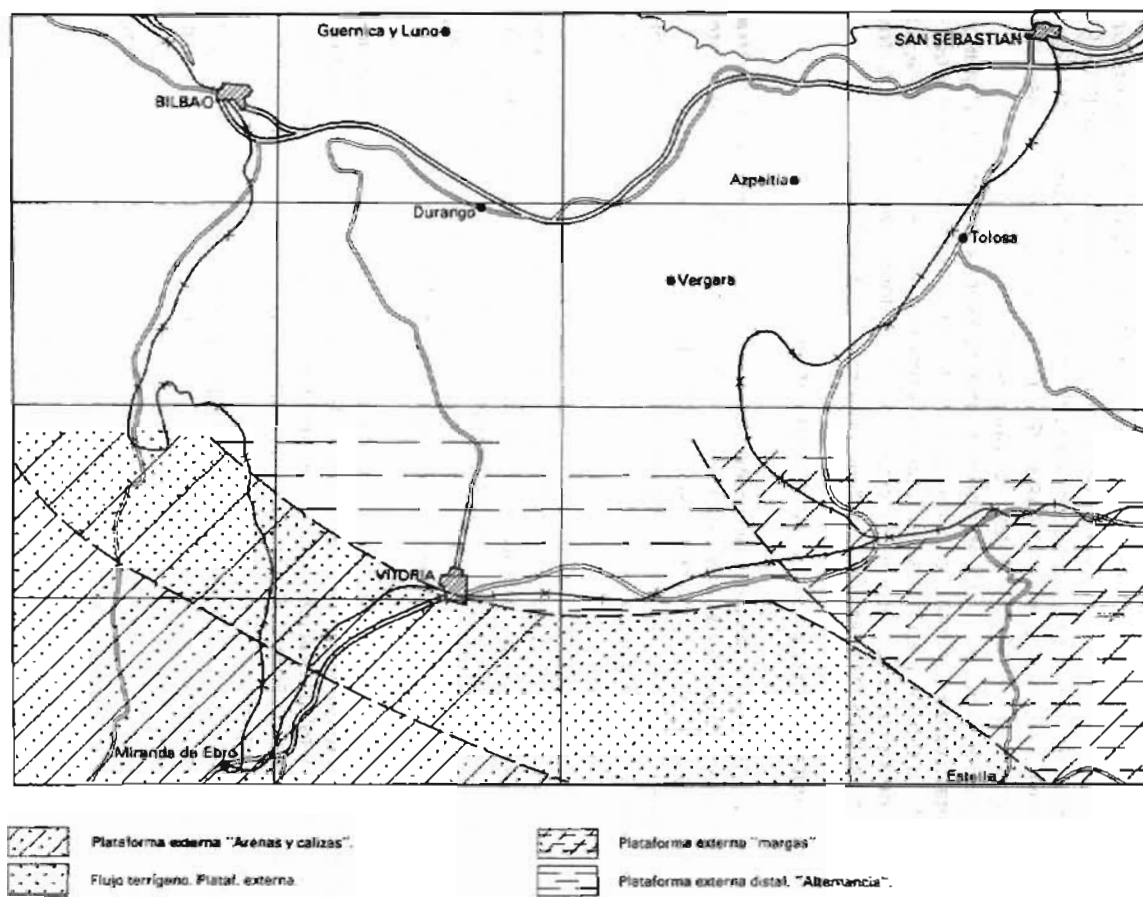 Guernica y Luno
SAN SEBASTIAN
BILBAO
Azpeitia
Durango
Tolosa
Vergara
VITORIA
Miranda de Ebro
Estella
Plataforma externa "Arenas y calizas".
Plataforma externa "margas"
Flujo terrígeno. Plataf. externa.
Plataforma externa distal. "Alternancia".